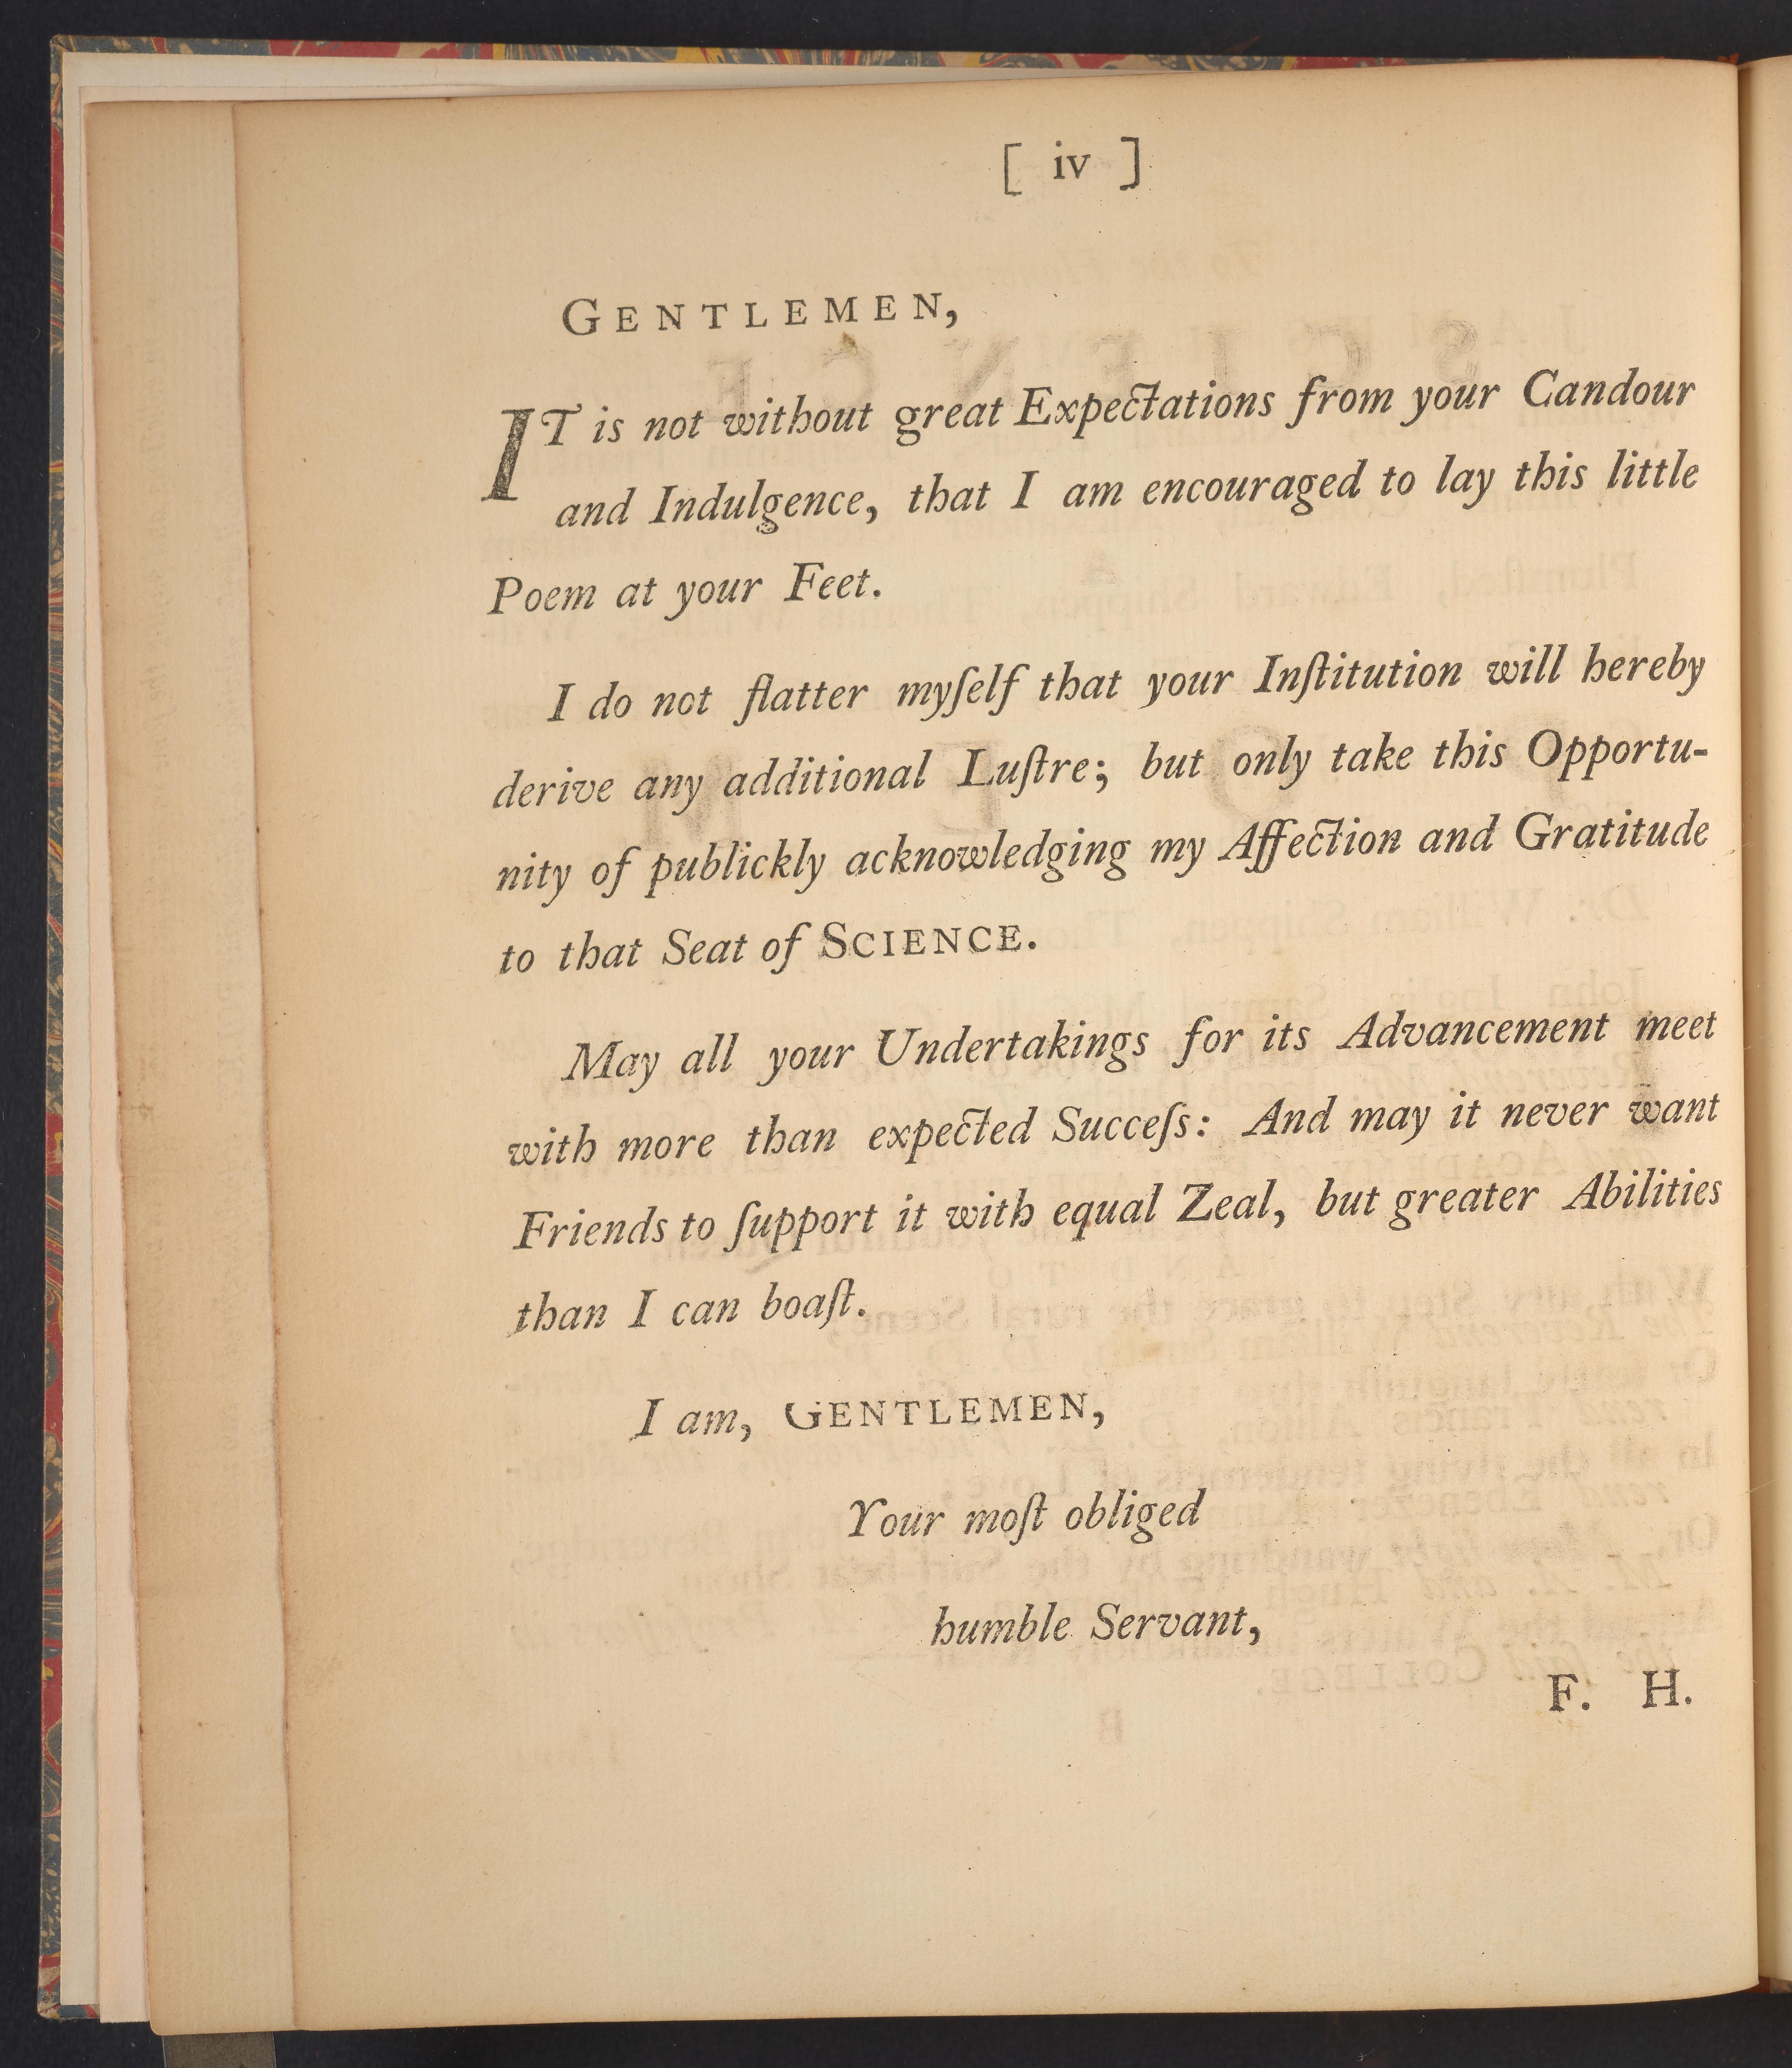 [ iv ]
GENTLEMEN,
IT is not without great Expectations from your Candour
and Indulgence, that I am encouraged to lay this little
Poem at your Feet.
I do not flatter myſelf that your Inſtitution will hereby
derive any additional Luſtre; but only take this Opportu-
nity of publickly acknowledging my Affection and Gratitude
to that Seat of SCIENCE.
May all your Undertakings for its Advancement meet
with more than expected Succeſs: And may it never want
Friends to ſupport it with equal Zeal, but greater Abilities
than I can boaſt.
I am, GENTLEMEN,
Your moſt obliged
humble Servant,
F. H.